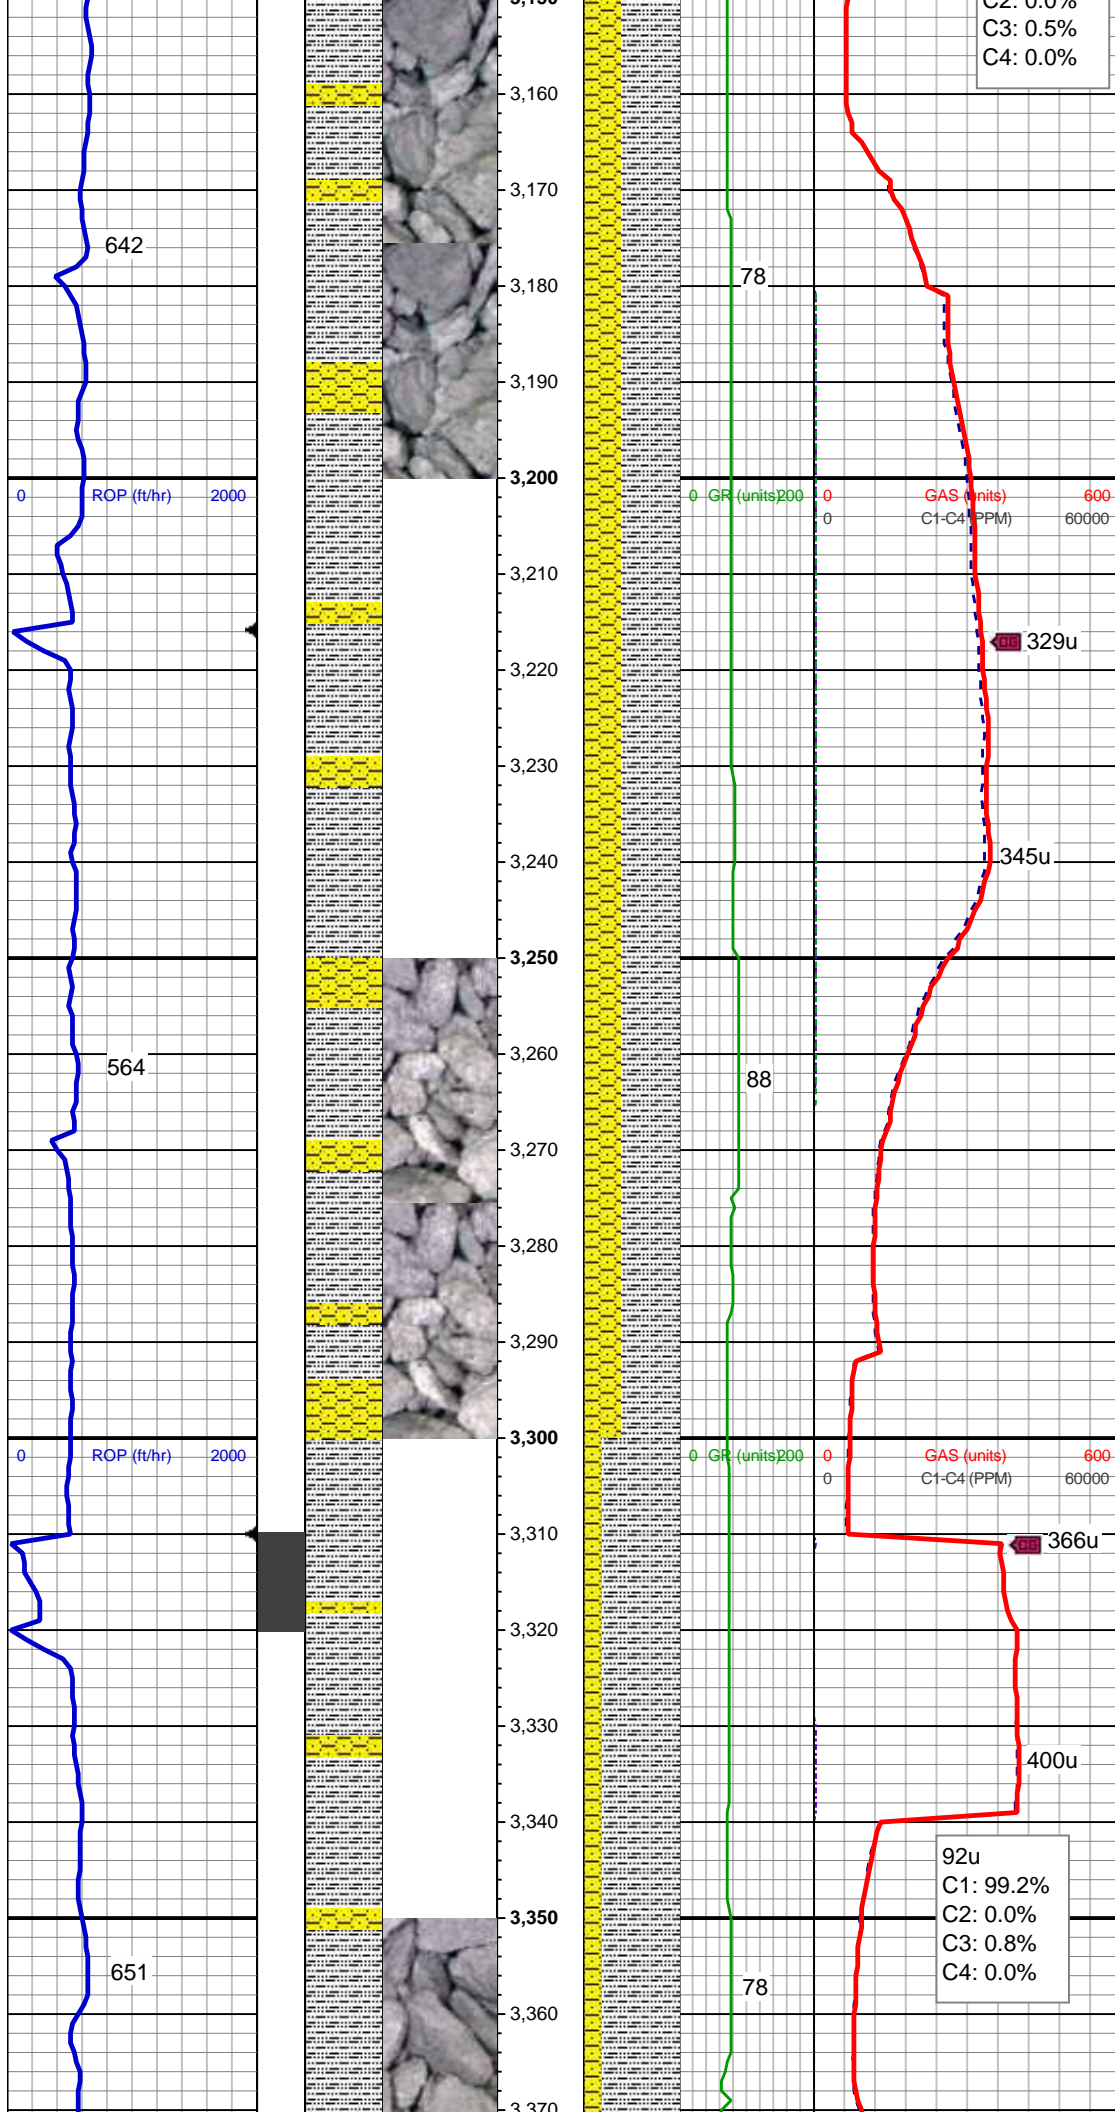 3,150
C2: 0.0%
C3: 0.5%
C4: 0.0%
3,160
3,170
642
78
3,180
3,190
3,200
0 ROP (ft/hr) 2000
0 GR (units) 200
0 GAS (units) 600
0 C1-C4 (PPM) 60000
3,210
CG 329u
3,220
3,230
3,240
345u
3,250
3,260
564
88
3,270
3,280
3,290
3,300
0 ROP (ft/hr) 2000
0 GR (units) 200
0 GAS (units) 600
0 C1-C4 (PPM) 60000
3,310
CG 366u
3,320
3,330
400u
3,340
92u
C1: 99.2%
C2: 0.0%
C3: 0.8%
C4: 0.0%
3,350
651
78
3,360
3,370